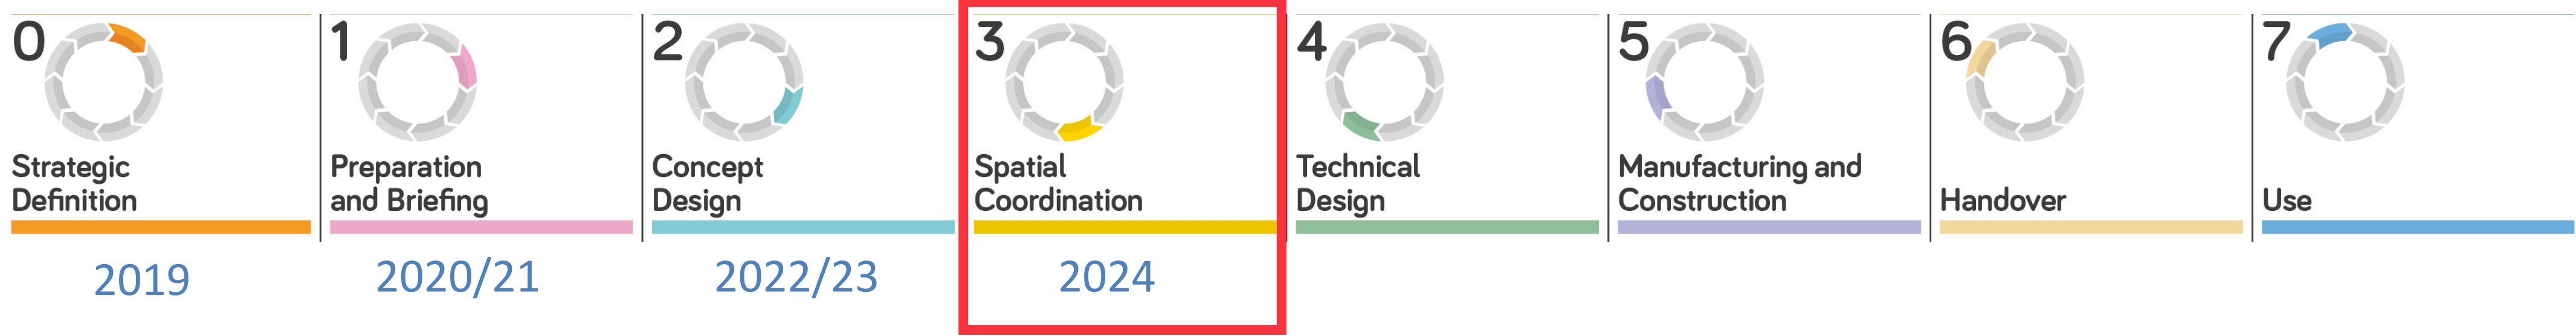 0
Strategic
Definition
2019
1
Preparation
and Briefing
2020/21
2
Concept
Design
2022/23
3
Spatial
Coordination
2024
4
Technical
Design
5
Manufacturing and
Construction
6
Handover
7
Use